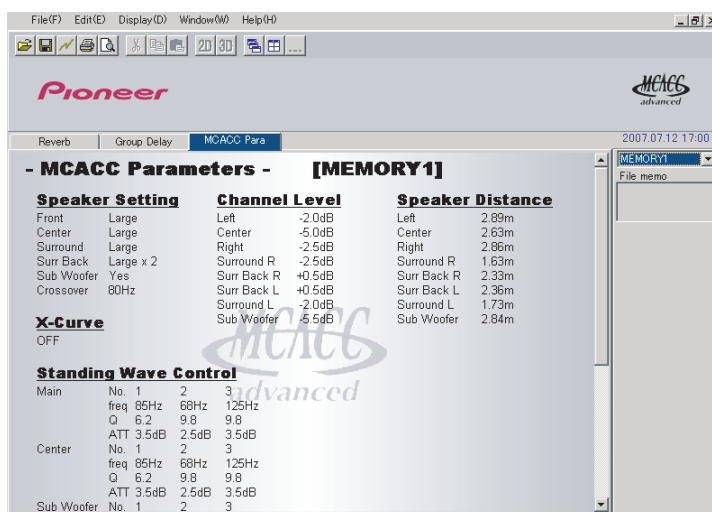 File(F) Edit(E) Display(D) Window(W) Help(H)
2D 3D ...
Pioneer
MCACC
advanced
Reverb Group Delay MCACC Para 2007.07.12 17:00
- MCACC Parameters - [MEMORY1] MEMORY1
File memo
Speaker Setting Channel Level Speaker Distance
Front Large Left -2.0dB Left 2.89m
Center Large Center -5.0dB Center 2.63m
Surround Large Right -2.5dB Right 2.86m
Surr Back Large x 2 Surround R -2.5dB Surround R 1.63m
Sub Woofer Yes Surr Back R +0.5dB Surr Back R 2.33m
Crossover 80Hz Surr Back L +0.5dB Surr Back L 2.36m
Surround L -2.0dB Surround L 1.73m
X-Curve Sub Woofer -5.5dB Sub Woofer 2.84m
OFF
MCACC
advanced
Standing Wave Control
Main No. 1 2 3
freq 85Hz 68Hz 125Hz
Q 6.2 9.8 9.8
ATT 3.5dB 2.5dB 3.5dB
Center No. 1 2 3
freq 85Hz 68Hz 125Hz
Q 6.2 9.8 9.8
ATT 3.5dB 2.5dB 3.5dB
Sub Woofer No. 1 2 3